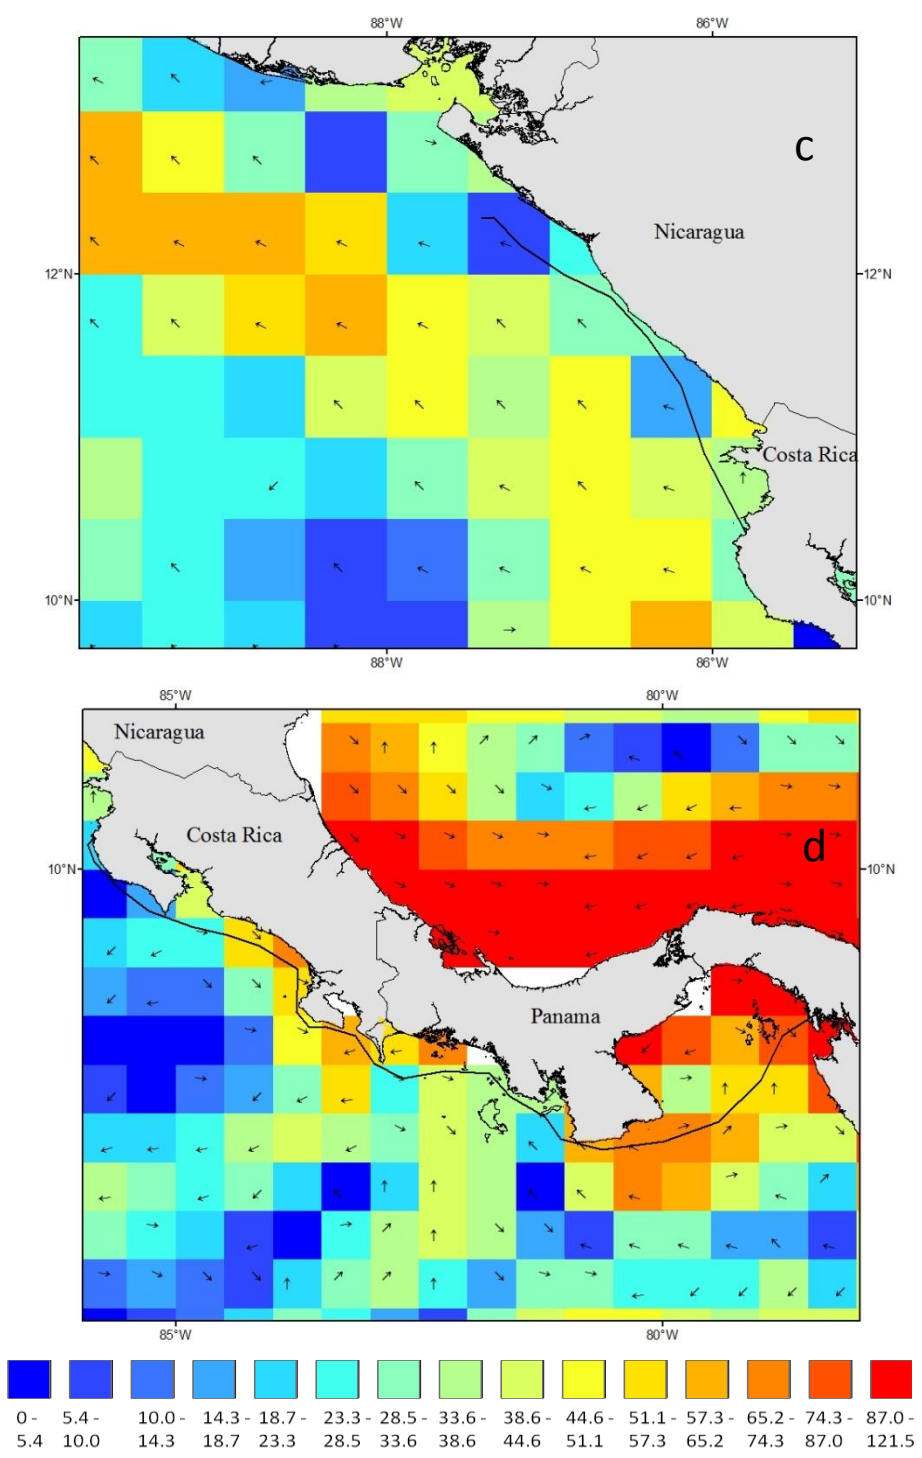 88°W 86°W
c
Nicaragua
12°N 12°N
Costa Rica
10°N 10°N
88°W 86°W
85°W 80°W
Nicaragua
Costa Rica
d
10°N 10°N
Panama
85°W 80°W
0 - 5.4 - 10.0 - 14.3 - 18.7 - 23.3 - 28.5 - 33.6 - 38.6 - 44.6 - 51.1 - 57.3 - 65.2 - 74.3 - 87.0 -
5.4 10.0 14.3 18.7 23.3 28.5 33.6 38.6 44.6 51.1 57.3 65.2 74.3 87.0 121.5